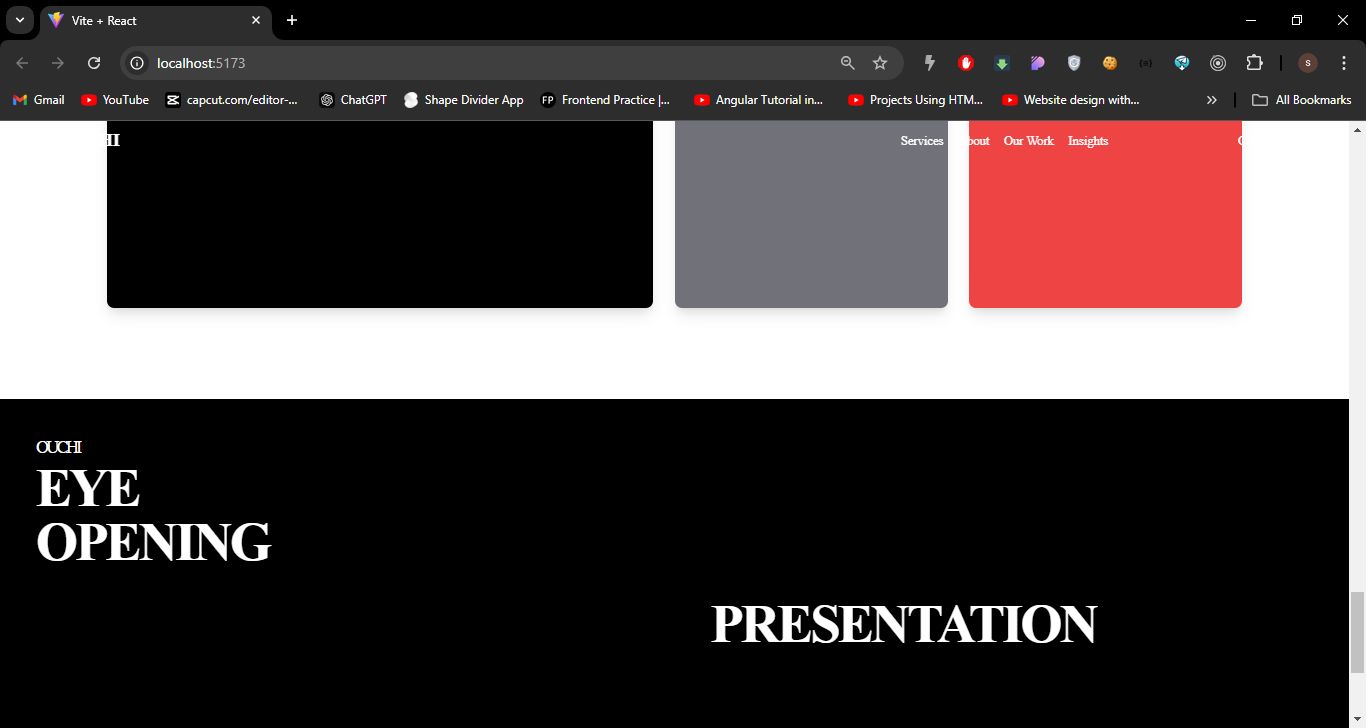 Vite + React
localhost:5173
Gmail
YouTube
capcut.com/editor-...
ChatGPT
Shape Divider App
FP
Frontend Practice |...
Angular Tutorial in...
Projects Using HTM...
Website design with...
All Bookmarks
Services
bout
Our Work
Insights
OUCHI
EYE
OPENING
PRESENTATION